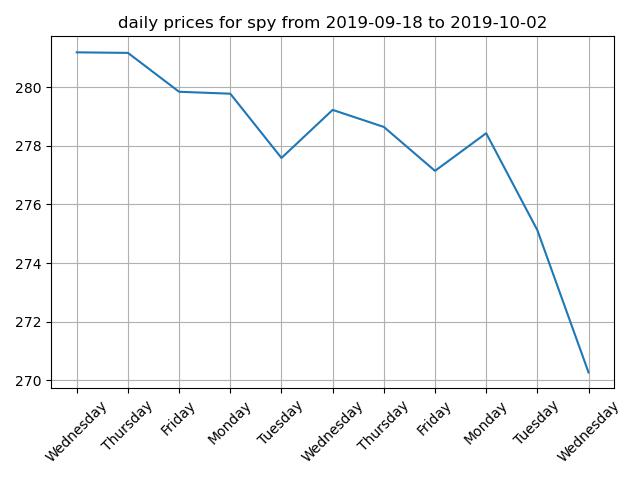 daily prices for spy from 2019-09-18 to 2019-10-02
280
278
276
274
272
270
Wednesday
Thursday
Friday
Monday
Tuesday
Wednesday
Thursday
Friday
Monday
Tuesday
Wednesday